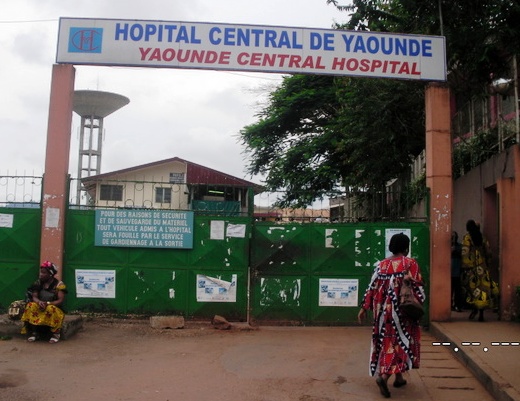 HOPITAL CENTRAL DE YAOUNDE
YAOUNDE CENTRAL HOSPITAL
POUR DES RAISONS DE SECURITE
ET DE SAUVEGARDE DU MATERIEL
TOUT VEHICULE ADMIS A L'HOPITAL
SERA FOUILLE PAR LE SERVICE
DE GARDIENNAGE A LA SORTIE